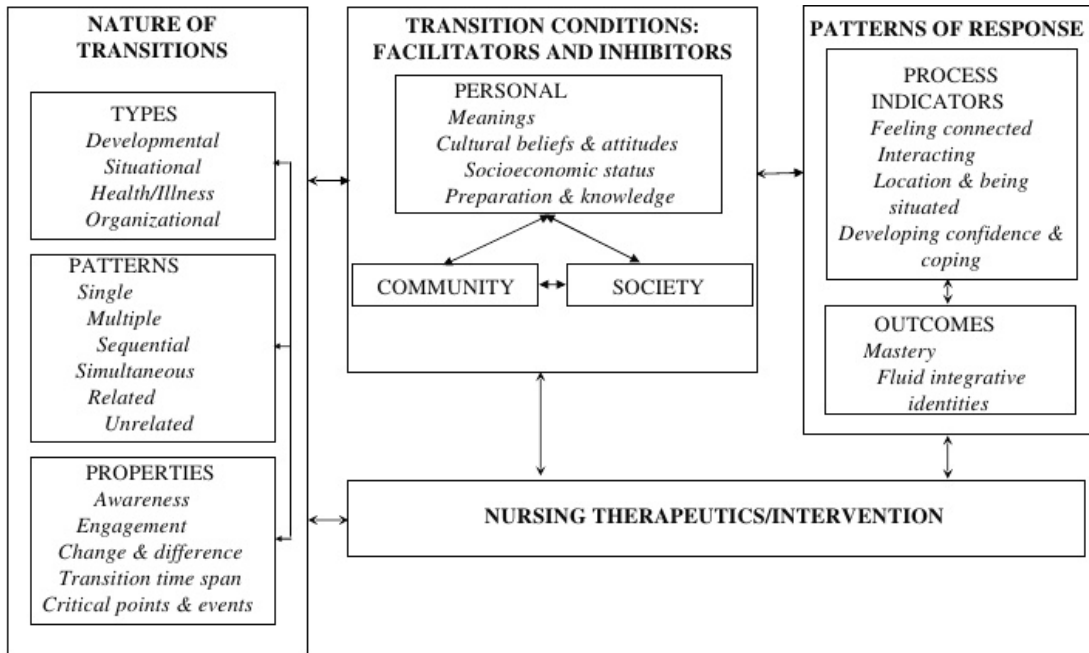 NATURE OF
TRANSITIONS
TYPES
Developmental
Situational
Health/Illness
Organizational
PATTERNS
Single
Multiple
Sequential
Simultaneous
Related
Unrelated
PROPERTIES
Awareness
Engagement
Change & difference
Transition time span
Critical points & events
TRANSITION CONDITIONS:
FACILITATORS AND INHIBITORS
PERSONAL
Meanings
Cultural beliefs & attitudes
Socioeconomic status
Preparation & knowledge
COMMUNITY
SOCIETY
PATTERNS OF RESPONSE
PROCESS
INDICATORS
Feeling connected
Interacting
Location & being
situated
Developing confidence &
coping
OUTCOMES
Mastery
Fluid integrative
identities
NURSING THERAPEUTICS/INTERVENTION